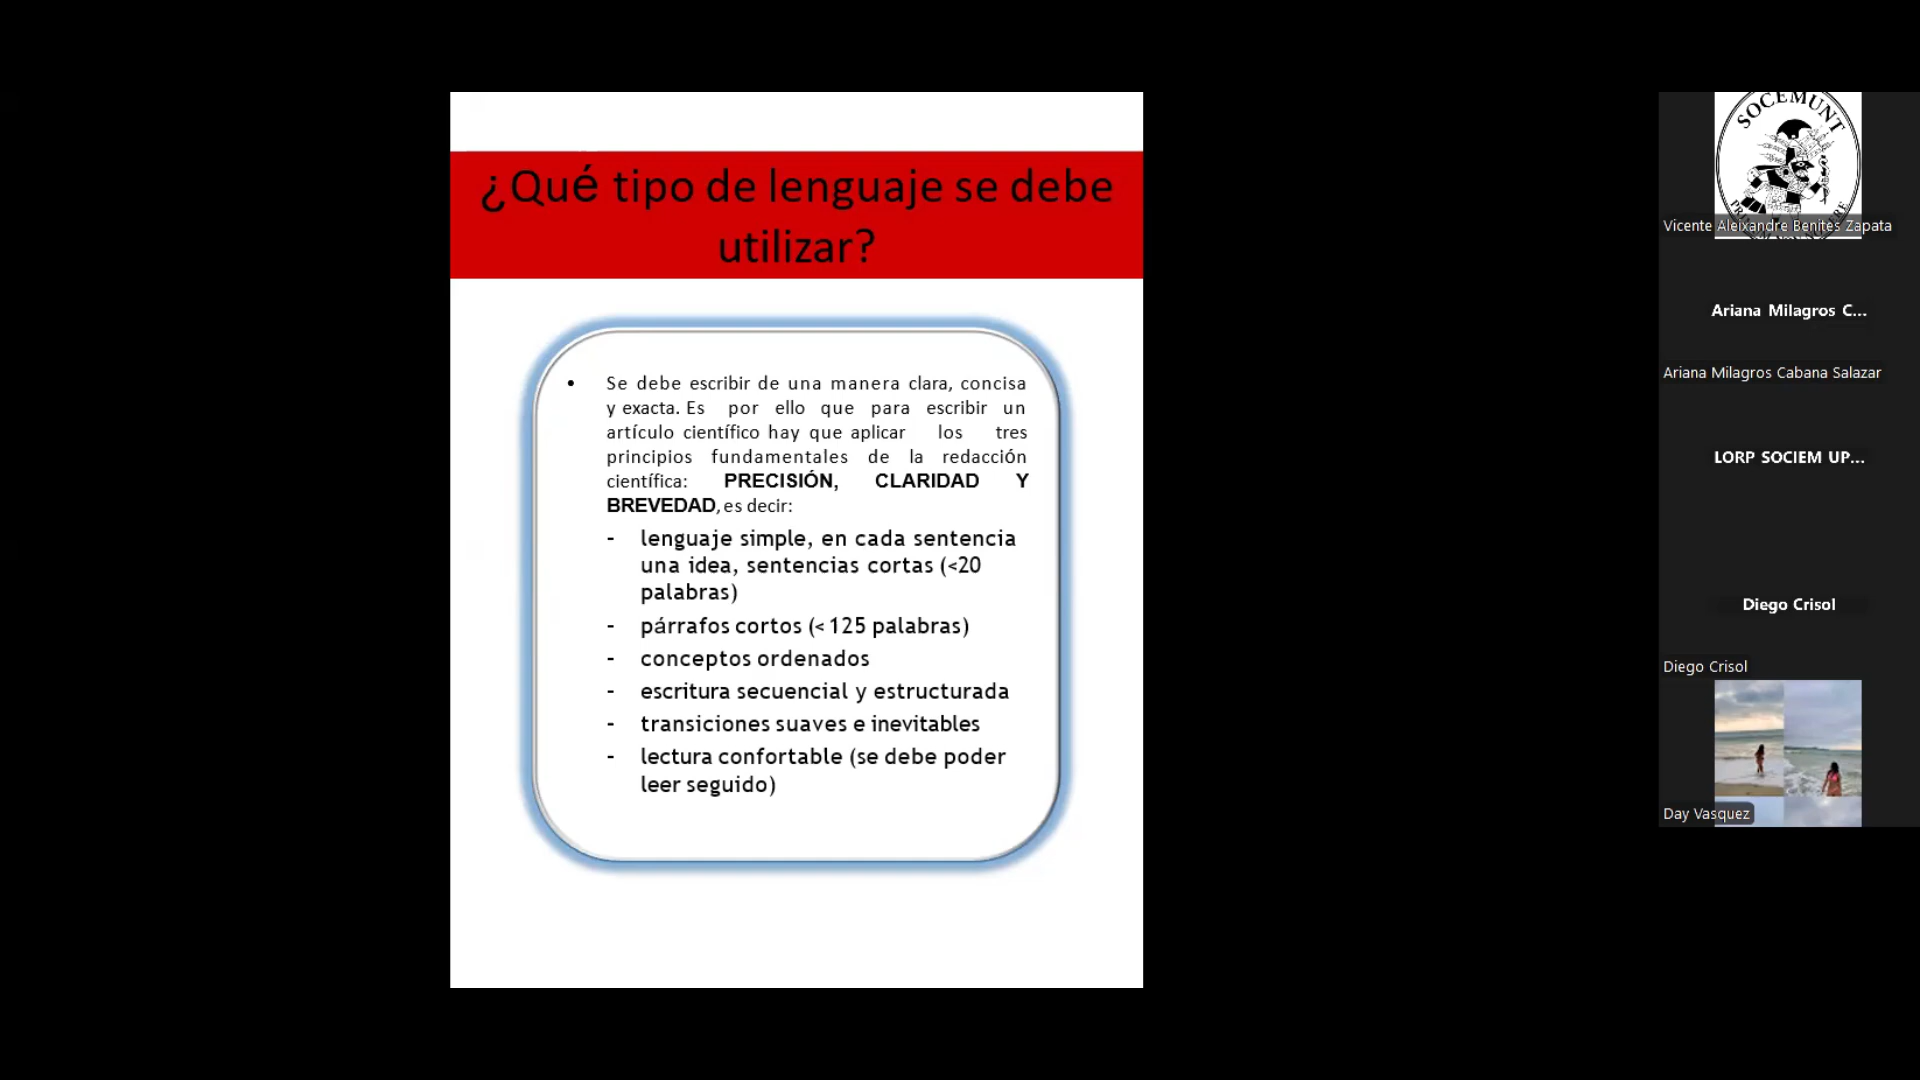 ¿Qué tipo de lenguaje se debe
utilizar?
• Se debe escribir de una manera clara, concisa
y exacta. Es por ello que para escribir un
artículo científico hay que aplicar los tres
principios fundamentales de la redacción
científica: PRECISIÓN, CLARIDAD Y
BREVEDAD, es decir:
- lenguaje simple, en cada sentencia
una idea, sentencias cortas (<20
palabras)
- párrafos cortos (< 125 palabras)
- conceptos ordenados
- escritura secuencial y estructurada
- transiciones suaves e inevitables
- lectura confortable (se debe poder
leer seguido)
SOCEMUNT
Vicente Aleixandre Benites Zapata
Ariana Milagros C...
Ariana Milagros Cabana Salazar
LORP SOCIEM UP...
Diego Crisol
Diego Crisol
Day Vasquez